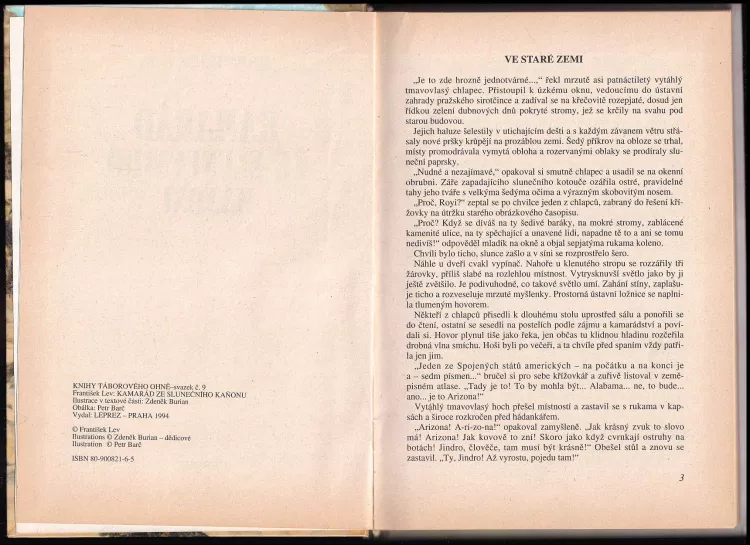 KNIHY TÁBOROVÉHO OHNĚ–svazek č. 9
František Lev: KAMARÁD ZE SLUNEČNÍHO KAŇONU
Ilustrace v textové části: Zdeněk Burian
Obálka: Petr Barč
Vydal: LEPREZ – PRAHA 1994
© František Lev
Illustrations © Zdeněk Burian – dědicové
Ilustration © Petr Barč
ISBN 80-900821-6-5
VE STARÉ ZEMI
„Je to zde hrozně jednotvárné...,“ řekl mrzutě asi patnáctiletý vytáhlý
tmavovlasý chlapec. Přistoupil k úzkému oknu, vedoucímu do ústavní
zahrady pražského sirotčince a zadíval se na křečovitě rozepjaté, dosud jen
řídkou zelení dubnových dnů pokryté stromy, jež se krčily na svahu pod
starou budovou.
Jejich haluze šelestily v utichajícím dešti a s každým závanem větru střá-
saly nové pršky krůpějí na prozáblou zemi. Šedý příkrov na obloze se trhal,
místy promodrávala vymytá obloha a rozervanými oblaky se prodíraly slu-
neční paprsky.
„Nudné a nezajímavé,“ opakoval si smutně chlapec a usadil se na okenní
obrubni. Záře zapadajícího slunečního kotouče ozářila ostré, pravidelné
tahy jeho tváře s velkýma šedýma očima a výrazným skobovitým nosem.
„Proč, Royi?“ zeptal se po chvilce jeden z chlapců, zabraný do řešení kří-
žovky na útržku starého obrázkového časopisu.
„Proč? Když se díváš na ty šedivé baráky, na mokré stromy, zablácené
kamenité ulice, na ty spěchající a unavené lidi, napadne tě to a ani se tomu
nedivíš!“ odpověděl mladík na okně a objal sepjatýma rukama koleno.
Chvíli bylo ticho, slunce zašlo a v síni se rozprostřelo šero.
Náhle u dveří cvakl vypínač. Nahoře u klenutého stropu se rozzářily tři
žárovky, příliš slabé na rozlehlou místnost. Vytrysknuvší světlo jako by ji
ještě zvětšilo. Je podivuhodné, co takové světlo umí. Zahání stíny, zaplašu-
je ticho a rozveseluje mrzuté myšlenky. Prostorná ústavní ložnice se naplni-
la tlumeným hovorem.
Někteří z chlapců přisedli k dlouhému stolu uprostřed sálu a ponořili se
do čtení, ostatní se sesedli na postelích podle zájmu a kamarádství a poví-
dali si. Hovor plynul tiše jako řeka, jen občas tu klidnou hladinu rozčeřila
drobná vlna smíchu. Hoši byli po večeři, a ta chvíle před spaním vždy patři-
la jen jim.
„Jeden ze Spojených států amerických – na počátku a na konci je
a – sedm písmen...“ bručel si pro sebe křížovkář a zuřivě listoval v země-
pisném atlase. „Tady je to! To by mohla být... Alabama... ne, to bude...
ano... je to Arizona!“
Vytáhlý tmavovlasý hoch přešel místností a zastavil se s rukama v kap-
sách a široce rozkročen před hádankářem.
„Arizona! A-ri-zo-na!“ opakoval zamyšleně. „Jak krásný zvuk to slovo
má! Arizona! Jak kovově to zní! Skoro jako když cvrnkají ostruhy na
botách! Jindro, člověče, tam musí být krásně!“ Obešel stůl a znovu se
zastavil. „Ty, Jindro! Až vyrostu, pojedu tam!“
3